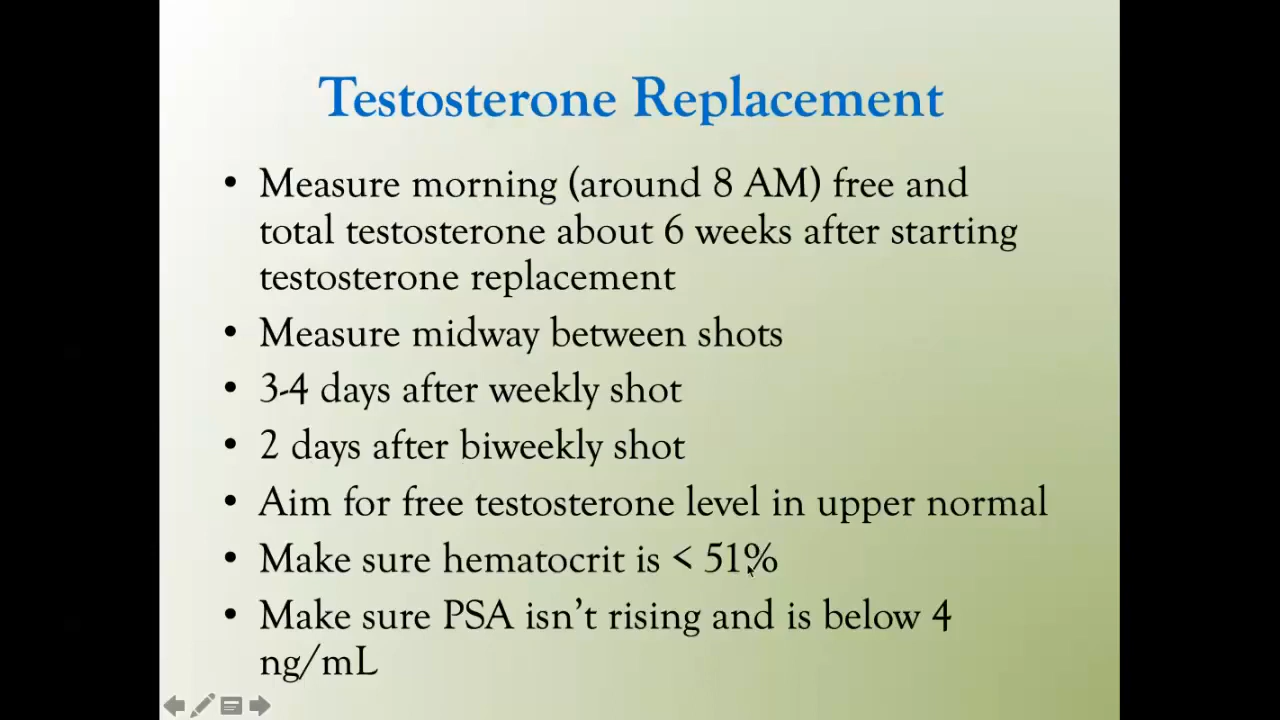 Testosterone Replacement
• Measure morning (around 8 AM) free and
total testosterone about 6 weeks after starting
testosterone replacement
• Measure midway between shots
• 3-4 days after weekly shot
• 2 days after biweekly shot
• Aim for free testosterone level in upper normal
• Make sure hematocrit is < 51%
• Make sure PSA isn't rising and is below 4
ng/mL